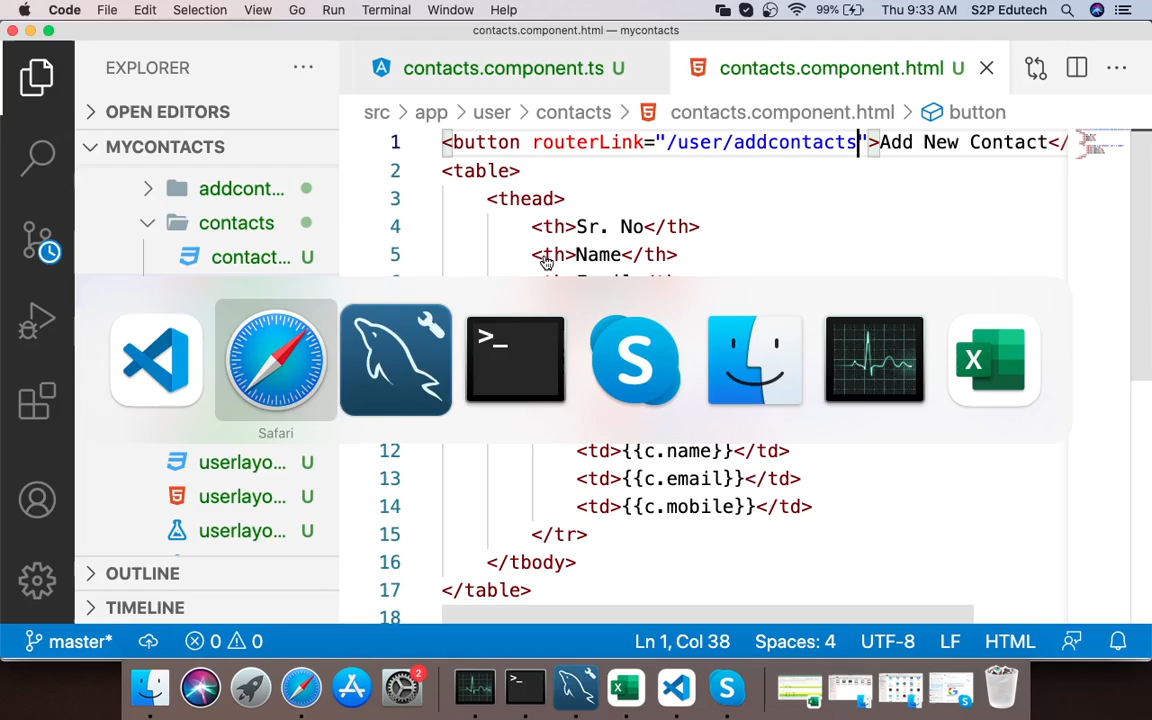 Code File Edit Selection View Go Run Terminal Window Help 99% Thu 9:33 AM S2P Edutech
contacts.component.html — mycontacts
EXPLORER
contacts.component.ts U
contacts.component.html U
src > app > user > contacts > contacts.component.html > button
OPEN EDITORS
MYCONTACTS
addcont...
contacts
contact... U
1 <button routerLink="/user/addcontacts">Add New Contact</
2 <table>
3 <thead>
4 <th>Sr. No</th>
5 <th>Name</th>
>_
S
X
Safari
12 <td>{{c.name}}</td>
13 <td>{{c.email}}</td>
14 <td>{{c.mobile}}</td>
15 </tr>
16 </tbody>
17 </table>
18
userlayo... U
userlayo... U
userlayo... U
OUTLINE
TIMELINE
master* 0 0 Ln 1, Col 38 Spaces: 4 UTF-8 LF HTML
2